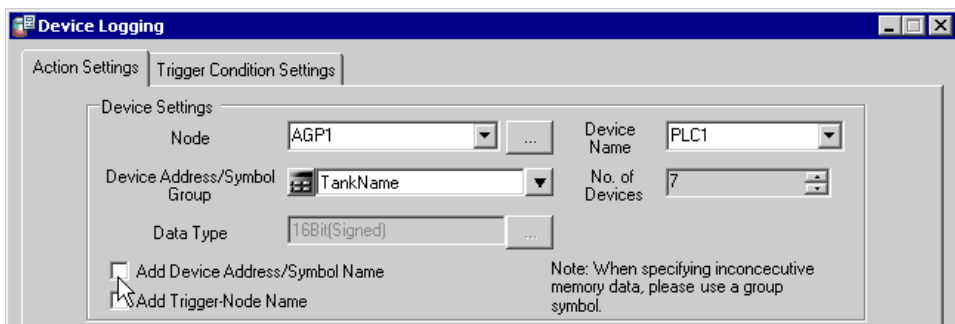 Device Logging
Action Settings
Trigger Condition Settings
Device Settings
Node
AGP1
...
Device
Name
PLC1
Device Address/Symbol
Group
TankName
No. of
Devices
7
Data Type
16Bit(Signed)
...
Add Device Address/Symbol Name
Add Trigger-Node Name
Note: When specifying inconcecutive
memory data, please use a group
symbol.